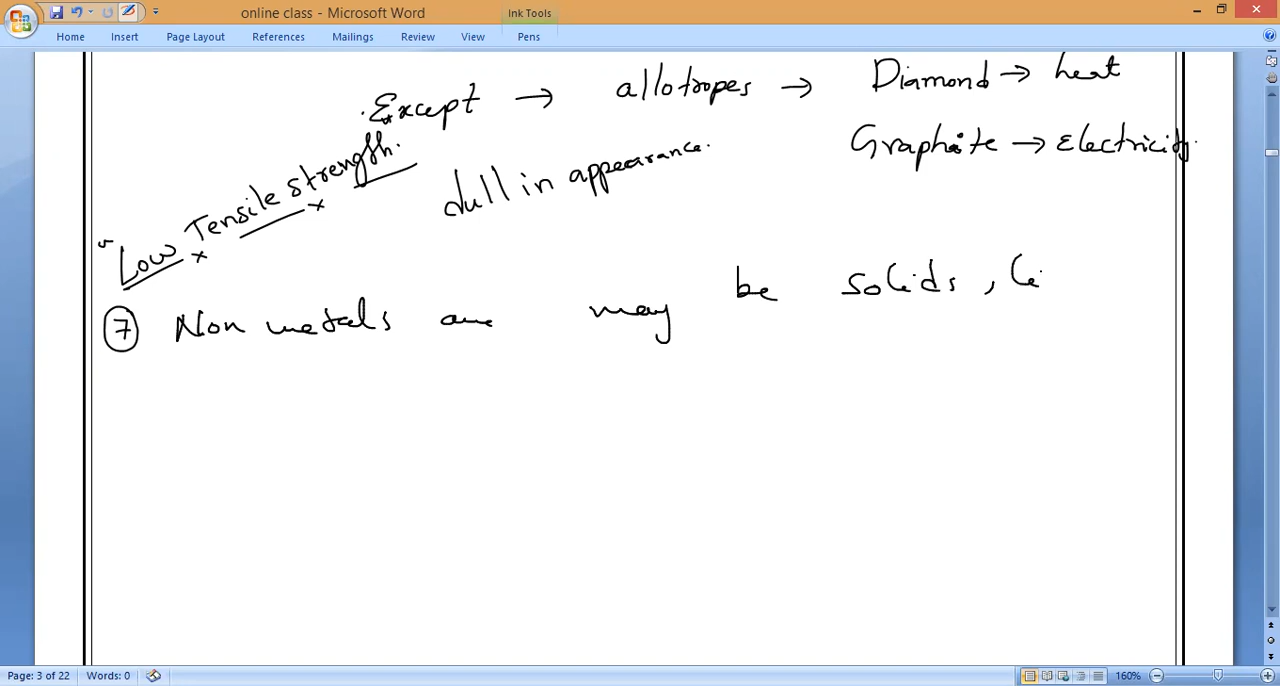 online class - Microsoft Word
Ink Tools
Home Insert Page Layout References Mailings Review View Pens
Except → allotropes → Diamond → heat
Graphite → Electricity.
Low Tensile strength.
dull in appearance.
7 Non metals are may be solids, li
Page: 3 of 22 Words: 0 160%